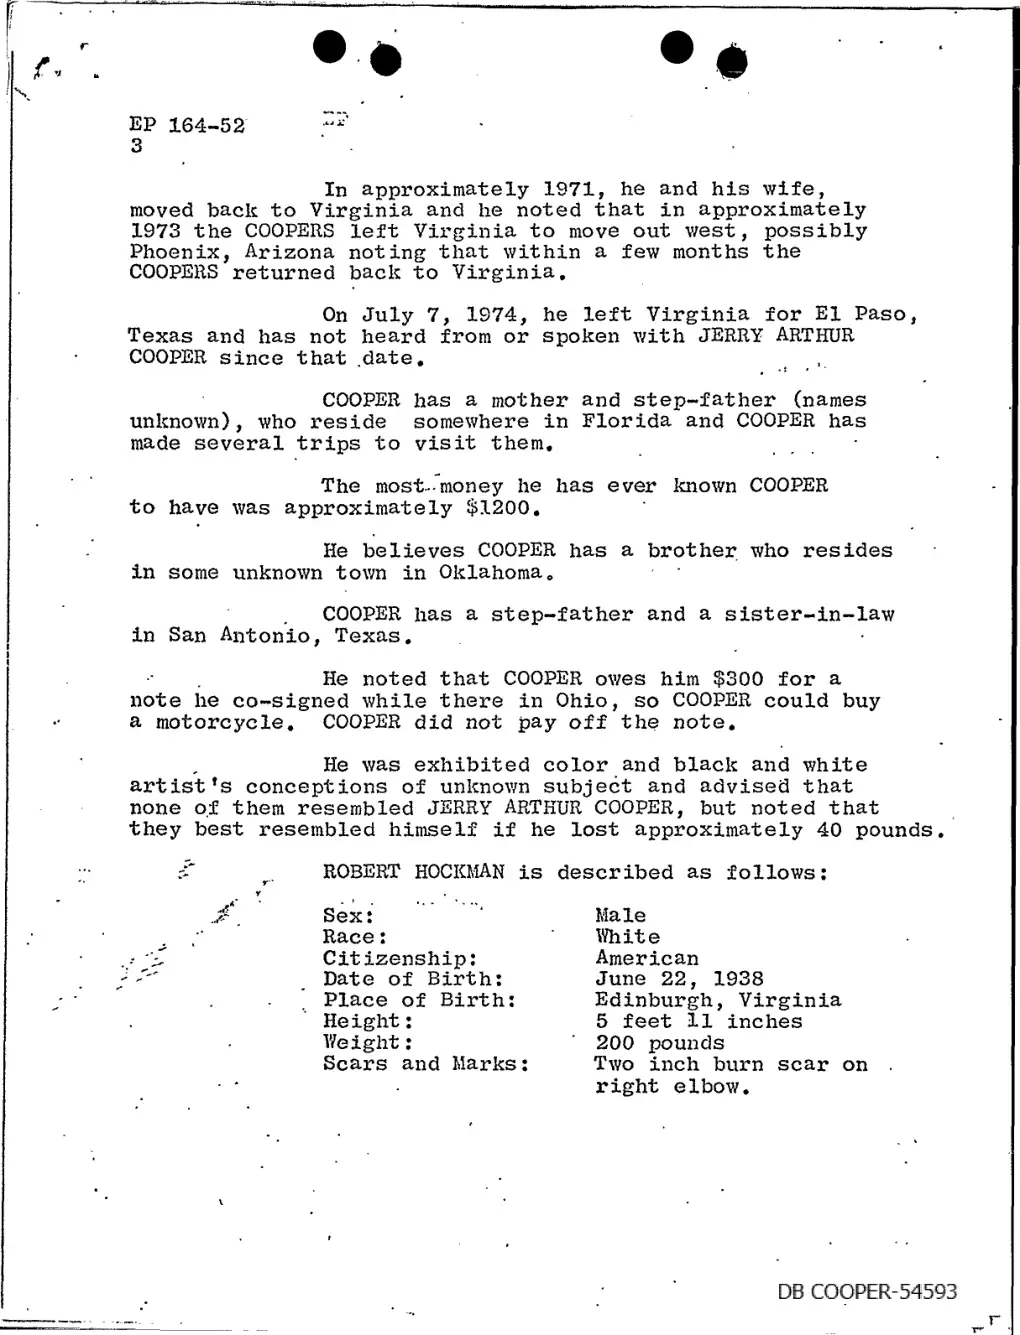 EP 164-52
3
In approximately 1971, he and his wife,
moved back to Virginia and he noted that in approximately
1973 the COOPERS left Virginia to move out west, possibly
Phoenix, Arizona noting that within a few months the
COOPERS returned back to Virginia.
On July 7, 1974, he left Virginia for El Paso,
Texas and has not heard from or spoken with JERRY ARTHUR
COOPER since that date.
COOPER has a mother and step-father (names
unknown), who reside somewhere in Florida and COOPER has
made several trips to visit them.
The most money he has ever known COOPER
to have was approximately $1200.
He believes COOPER has a brother who resides
in some unknown town in Oklahoma.
COOPER has a step-father and a sister-in-law
in San Antonio, Texas.
He noted that COOPER owes him $300 for a
note he co-signed while there in Ohio, so COOPER could buy
a motorcycle. COOPER did not pay off the note.
He was exhibited color and black and white
artist's conceptions of unknown subject and advised that
none of them resembled JERRY ARTHUR COOPER, but noted that
they best resembled himself if he lost approximately 40 pounds.
ROBERT HOCKMAN is described as follows:
Sex: Male
Race: White
Citizenship: American
Date of Birth: June 22, 1938
Place of Birth: Edinburgh, Virginia
Height: 5 feet 11 inches
Weight: 200 pounds
Scars and Marks: Two inch burn scar on
right elbow.
DB COOPER-54593